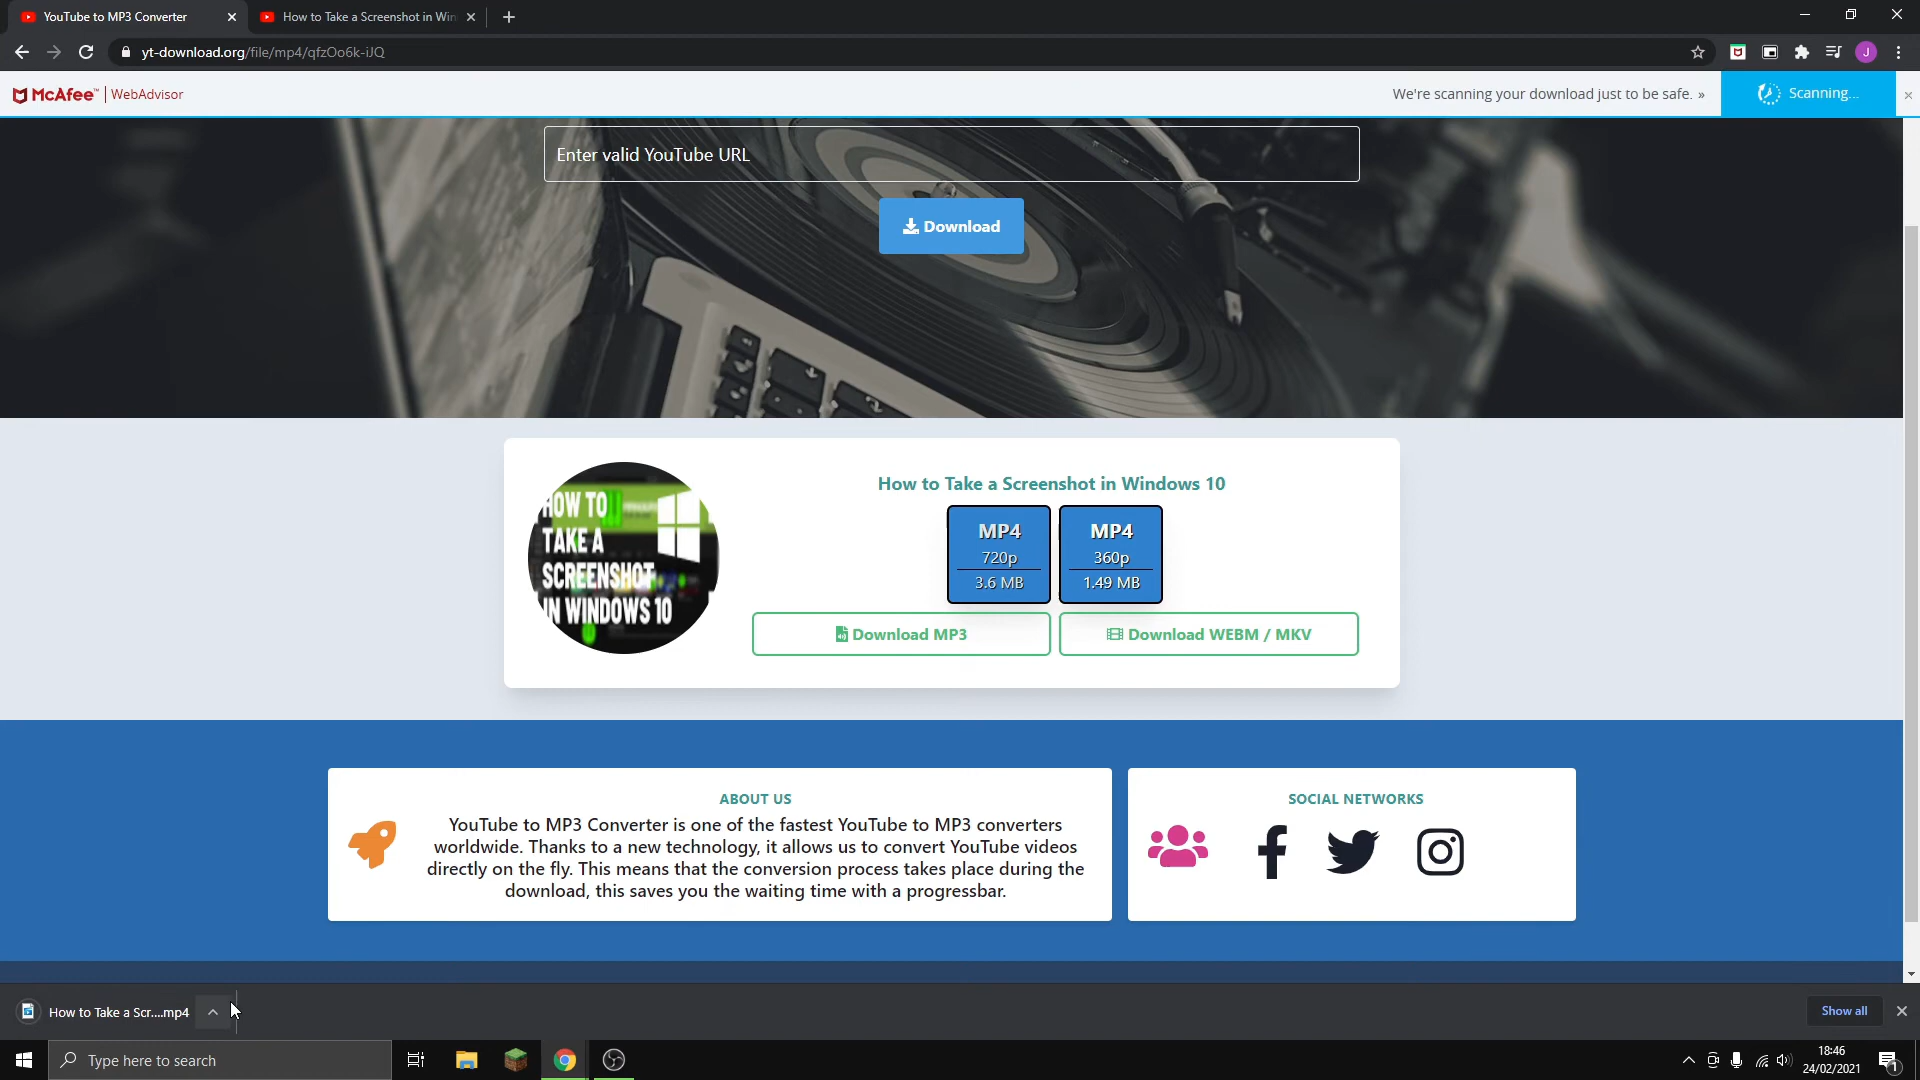 YouTube to MP3 Converter
How to Take a Screenshot in Win
yt-download.org/file/mp4/qfzOo6k-iJQ
J
McAfee™ | WebAdvisor
We're scanning your download just to be safe. »
Scanning...
Enter valid YouTube URL
Download
How to Take a Screenshot in Windows 10
HOW TO
TAKE A
SCREENSHOT
IN WINDOWS 10
MP4
720p
3.6 MB
MP4
360p
1.49 MB
Download MP3
Download WEBM / MKV
ABOUT US
YouTube to MP3 Converter is one of the fastest YouTube to MP3 converters
worldwide. Thanks to a new technology, it allows us to convert YouTube videos
directly on the fly. This means that the conversion process takes place during the
download, this saves you the waiting time with a progressbar.
SOCIAL NETWORKS
How to Take a Scr....mp4
Show all
Type here to search
18:46
24/02/2021
1